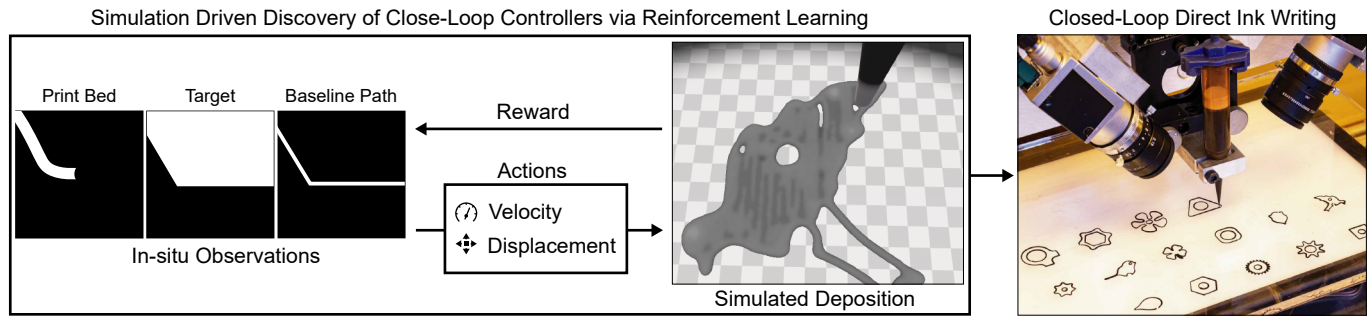 Simulation Driven Discovery of Close-Loop Controllers via Reinforcement Learning
Closed-Loop Direct Ink Writing
Print Bed
Target
Baseline Path
Reward
Actions
Velocity
Displacement
In-situ Observations
Simulated Deposition